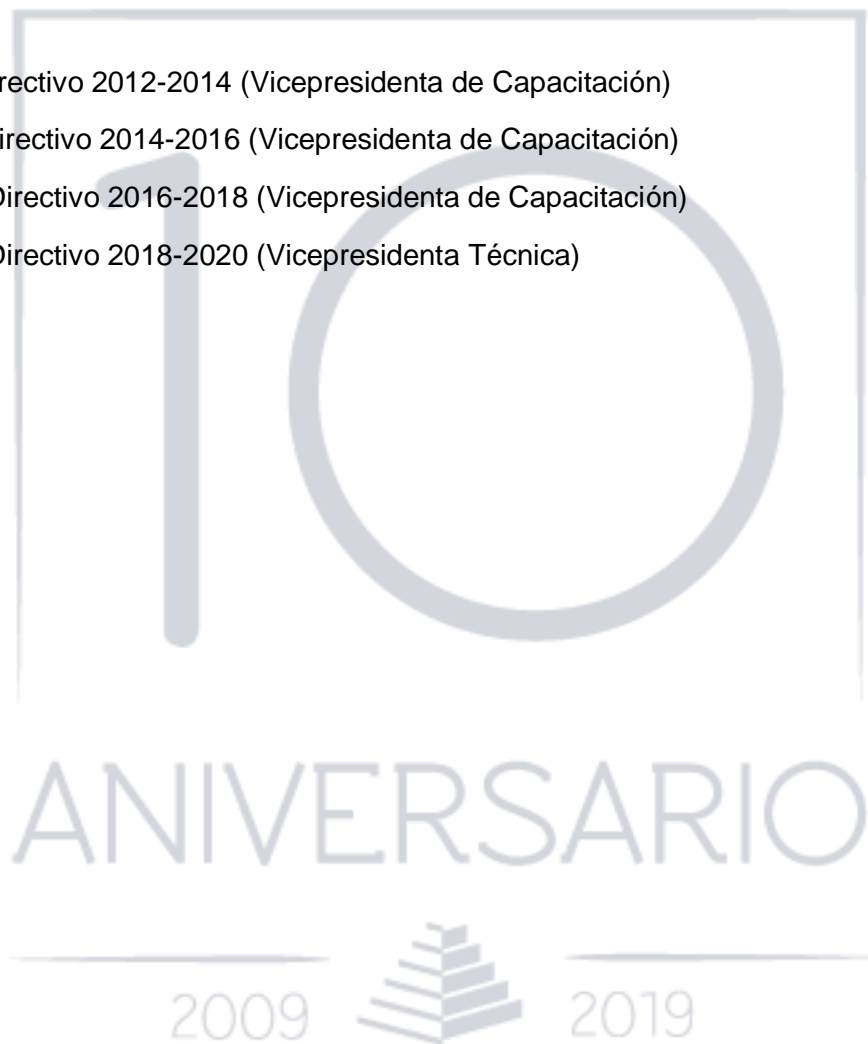 rectivo 2012-2014 (Vicepresidenta de Capacitación)
irectivo 2014-2016 (Vicepresidenta de Capacitación)
Directivo 2016-2018 (Vicepresidenta de Capacitación)
Directivo 2018-2020 (Vicepresidenta Técnica)
10
ANIVERSARIO
2009 2019